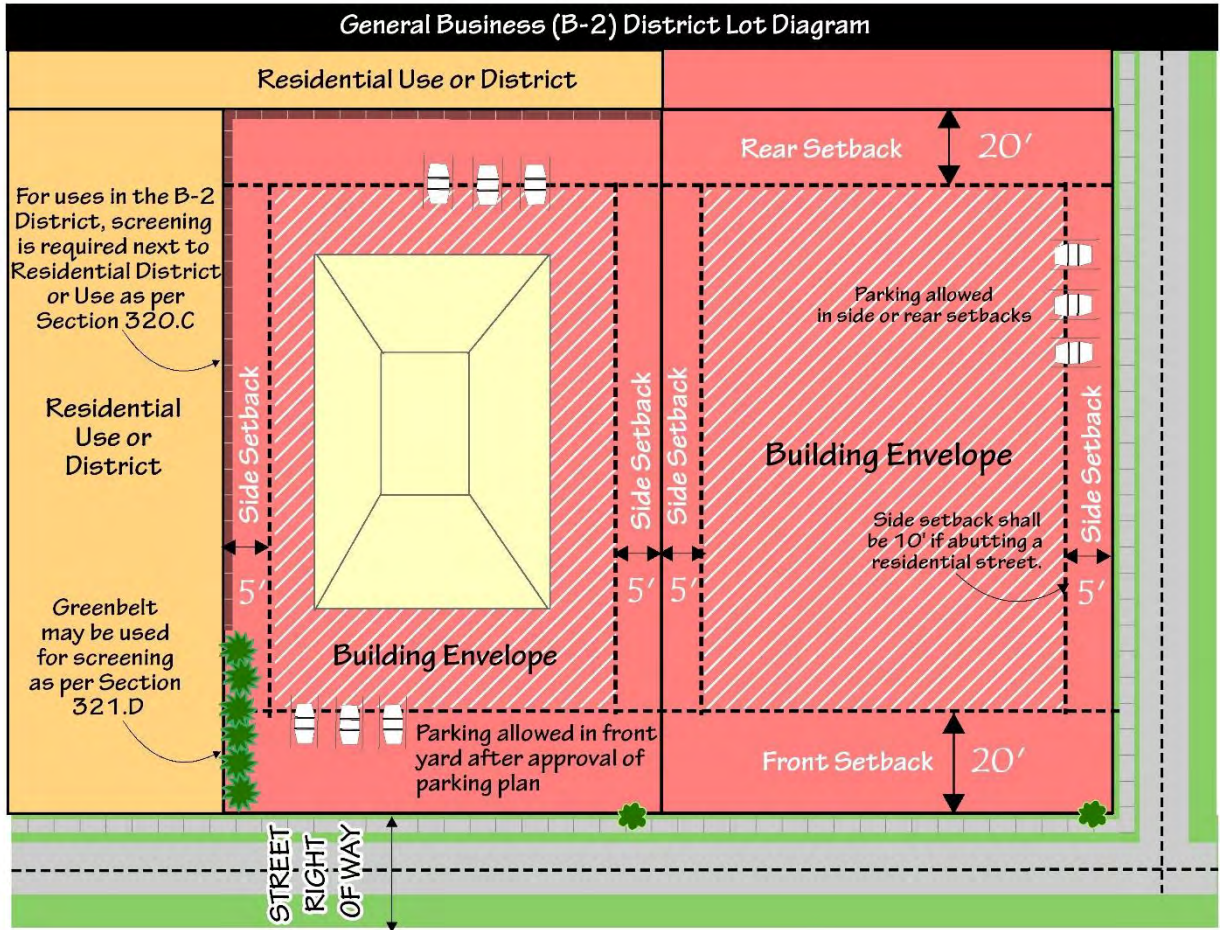 General Business (B-2) District Lot Diagram
Residential Use or District
Rear Setback
20'
For uses in the B-2
District, screening
is required next to
Residential District
or Use as per
Section 320.C
Parking allowed
in side or rear setbacks
Residential
Use or
District
Side Setback
5'
Side Setback
5'
Side Setback
5'
Building Envelope
Side setback shall
be 10' if abutting a
residential street.
Side Setback
5'
Greenbelt
may be used
for screening
as per Section
321.D
Building Envelope
Parking allowed in front
yard after approval of
parking plan
Front Setback
20'
STREET
RIGHT
OF WAY